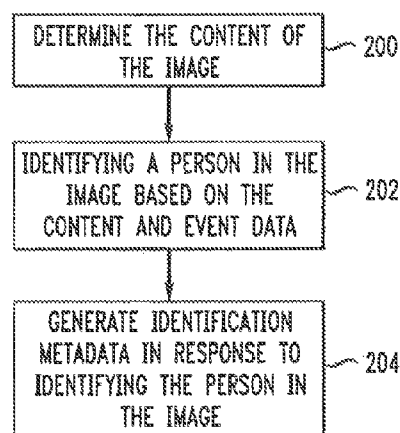 DETERMINE THE CONTENT OF
THE IMAGE
200
IDENTIFYING A PERSON IN THE
IMAGE BASED ON THE
CONTENT AND EVENT DATA
202
GENERATE IDENTIFICATION
METADATA IN RESPONSE TO
IDENTIFYING THE PERSON IN
THE IMAGE
204